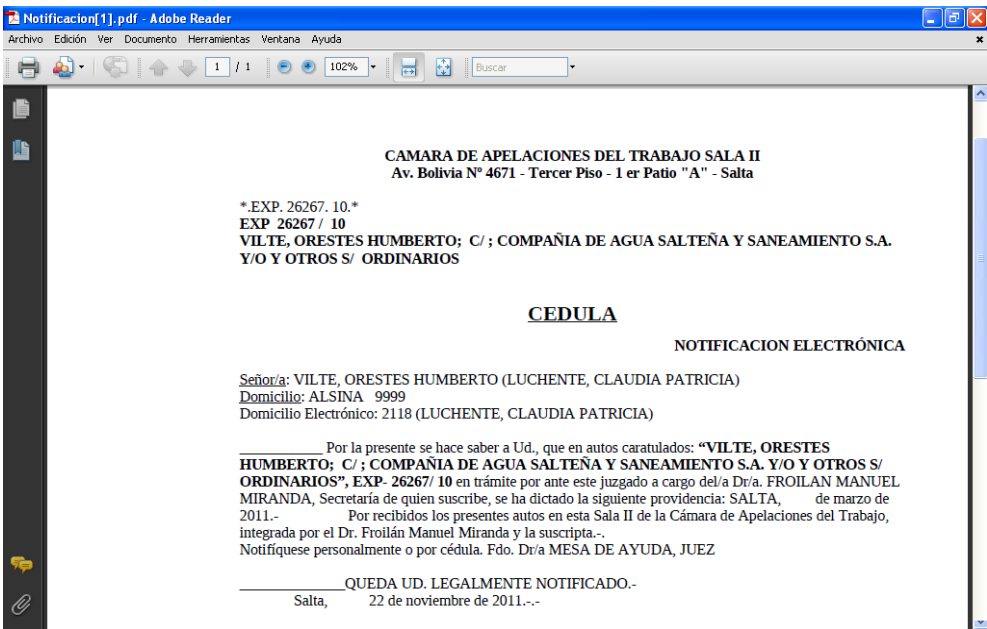 Notificacion[1].pdf - Adobe Reader
Archivo Edición Ver Documento Herramientas Ventana Ayuda
1 / 1 102% Buscar
CAMARA DE APELACIONES DEL TRABAJO SALA II
Av. Bolivia Nº 4671 - Tercer Piso - 1 er Patio "A" - Salta
*.EXP. 26267. 10.*
EXP 26267 / 10
VILTE, ORESTES HUMBERTO; C/ ; COMPAÑIA DE AGUA SALTEÑA Y SANEAMIENTO S.A.
Y/O Y OTROS S/ ORDINARIOS
CEDULA
NOTIFICACION ELECTRÓNICA
Señor/a: VILTE, ORESTES HUMBERTO (LUCHENTE, CLAUDIA PATRICIA)
Domicilio: ALSINA 9999
Domicilio Electrónico: 2118 (LUCHENTE, CLAUDIA PATRICIA)
___________ Por la presente se hace saber a Ud., que en autos caratulados: “VILTE, ORESTES
HUMBERTO; C/ ; COMPAÑIA DE AGUA SALTEÑA Y SANEAMIENTO S.A. Y/O Y OTROS S/
ORDINARIOS”, EXP- 26267/ 10 en trámite por ante este juzgado a cargo del/a Dr/a. FROILAN MANUEL
MIRANDA, Secretaría de quien suscribe, se ha dictado la siguiente providencia: SALTA, de marzo de
2011.- Por recibidos los presentes autos en esta Sala II de la Cámara de Apelaciones del Trabajo,
integrada por el Dr. Froilán Manuel Miranda y la suscripta.-.
Notifíquese personalmente o por cédula. Fdo. Dr/a MESA DE AYUDA, JUEZ
______________QUEDA UD. LEGALMENTE NOTIFICADO.-
Salta, 22 de noviembre de 2011.-.-